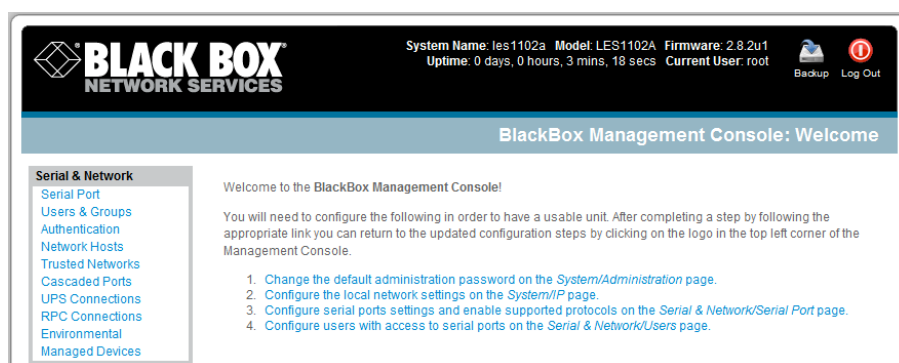 BLACK BOX®
NETWORK SERVICES
System Name: les1102a Model: LES1102A Firmware: 2.8.2u1
Uptime: 0 days, 0 hours, 3 mins, 18 secs Current User: root
Backup
Log Out
BlackBox Management Console: Welcome
Serial & Network
Serial Port
Users & Groups
Authentication
Network Hosts
Trusted Networks
Cascaded Ports
UPS Connections
RPC Connections
Environmental
Managed Devices
Welcome to the BlackBox Management Console!
You will need to configure the following in order to have a usable unit. After completing a step by following the
appropriate link you can return to the updated configuration steps by clicking on the logo in the top left corner of the
Management Console.
1. Change the default administration password on the System/Administration page.
2. Configure the local network settings on the System/IP page.
3. Configure serial ports settings and enable supported protocols on the Serial & Network/Serial Port page.
4. Configure users with access to serial ports on the Serial & Network/Users page.